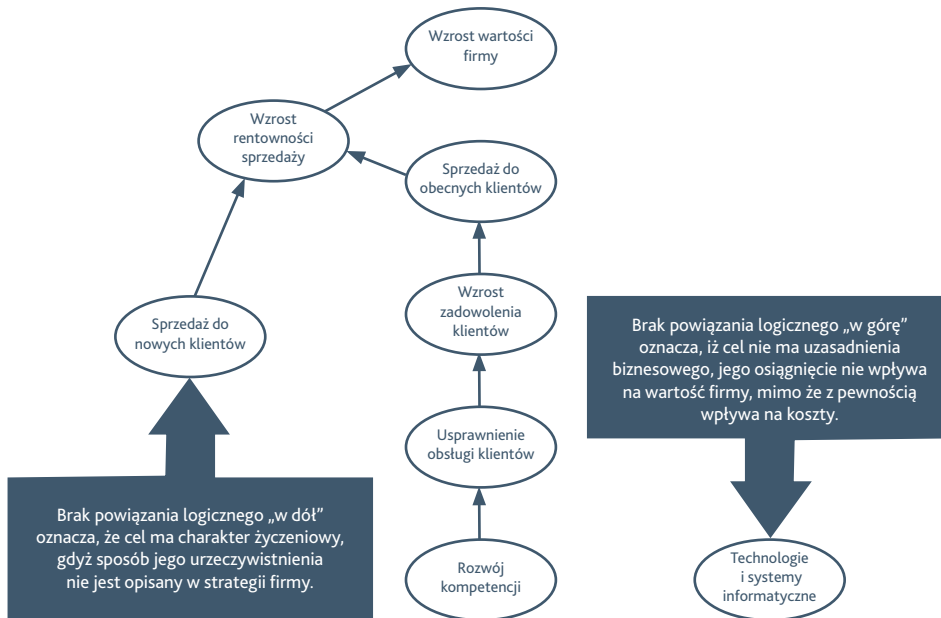 Wzrost wartości
firmy
Wzrost
rentowności
sprzedaży
Sprzedaż do
obecnych klientów
Wzrost
zadowolenia
klientów
Sprzedaż do
nowych klientów
Brak powiązania logicznego „w górę”
oznacza, iż cel nie ma uzasadnienia
biznesowego, jego osiągnięcie nie wpływa
na wartość firmy, mimo że z pewnością
wpływa na koszty.
Usprawnienie
obsługi klientów
Brak powiązania logicznego „w dół”
oznacza, że cel ma charakter życzeniowy,
gdyż sposób jego urzeczywistnienia
nie jest opisany w strategii firmy.
Rozwój
kompetencji
Technologie
i systemy
informatyczne